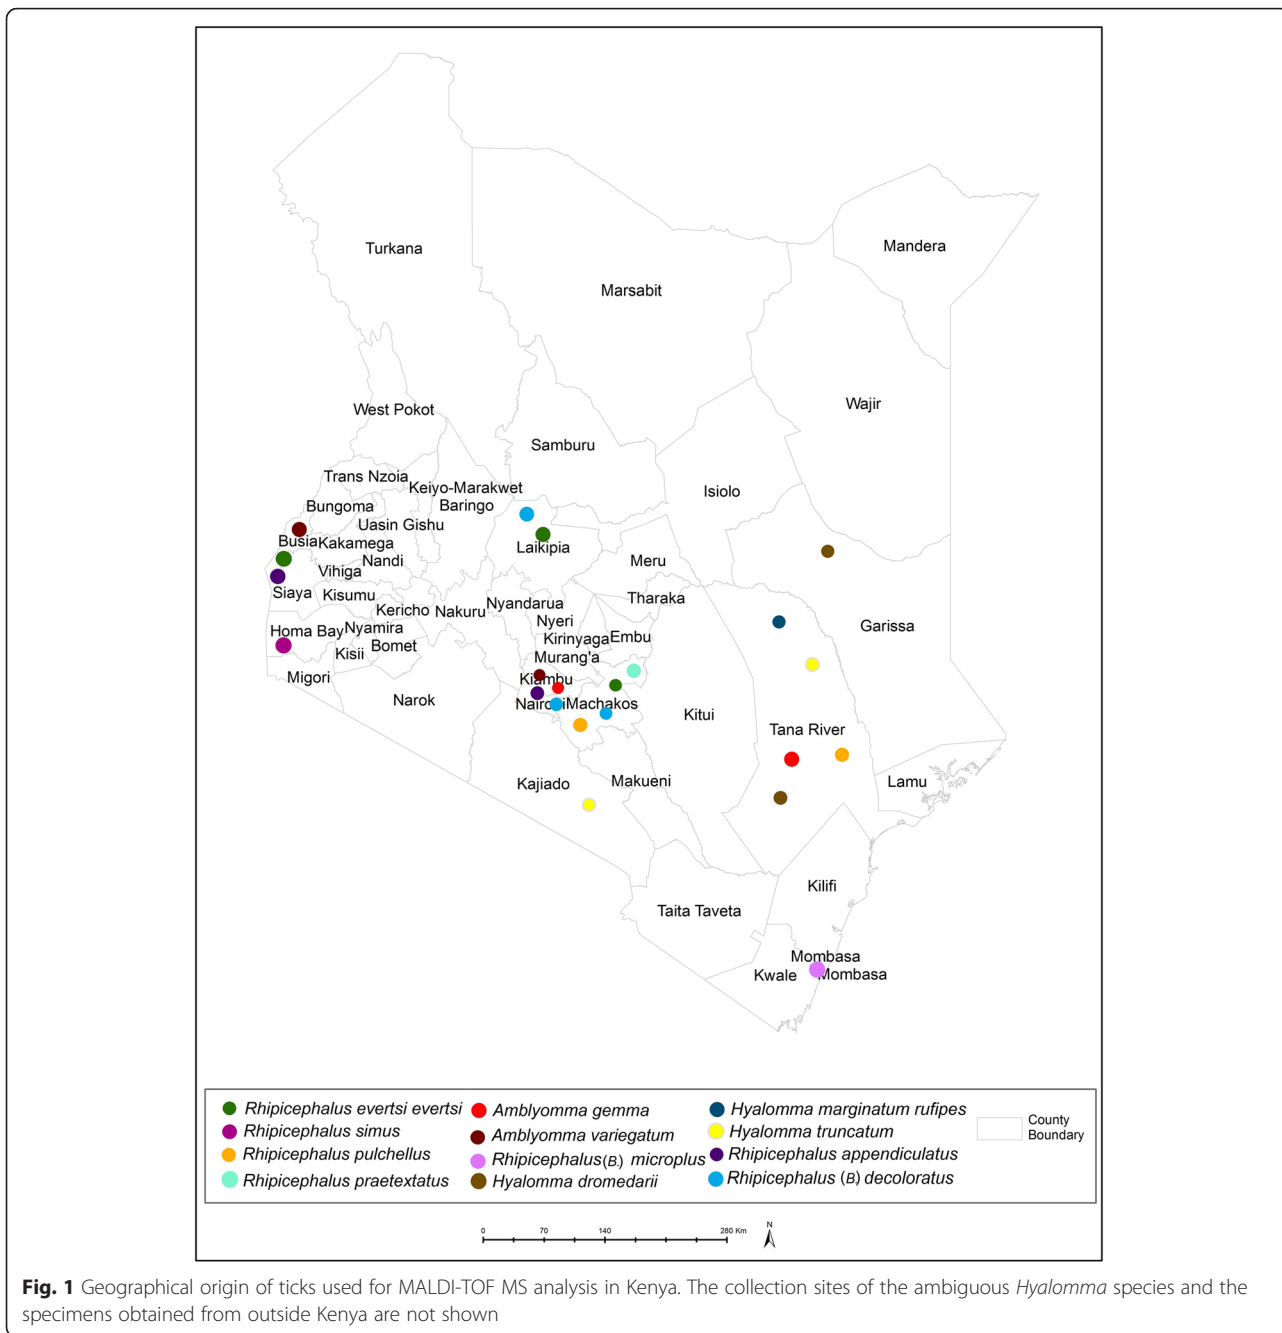 Turkana
Mandera
Marsabit
Wajir
West Pokot
Samburu
Trans Nzoia
Keiyo-Marakwet
Isiolo
Bungoma
Baringo
Uasin Gishu
Busia
Kakamega
Laikipia
Nandi
Meru
Vihiga
Siaya
Kisumu
Tharaka
Kericho
Nakuru
Nyandarua
Nyeri
Garissa
Homa Bay
Nyamira
Kirinyaga
Embu
Bomet
Kisii
Murang'a
Migori
Kiambu
Narok
Nairobi
Machakos
Kitui
Tana River
Kajiado
Makueni
Lamu
Kilifi
Taita Taveta
Mombasa
Kwale
Mombasa
Rhipicephalus evertsi evertsi
Rhipicephalus simus
Rhipicephalus pulchellus
Rhipicephalus praetextatus
Amblyomma gemma
Amblyomma variegatum
Rhipicephalus (B.) microplus
Hyalomma dromedarii
Hyalomma marginatum rufipes
Hyalomma truncatum
Rhipicephalus appendiculatus
Rhipicephalus (B) decoloratus
County
Boundary
0 70 140 280 Km
N
Fig. 1 Geographical origin of ticks used for MALDI-TOF MS analysis in Kenya. The collection sites of the ambiguous Hyalomma species and the
specimens obtained from outside Kenya are not shown